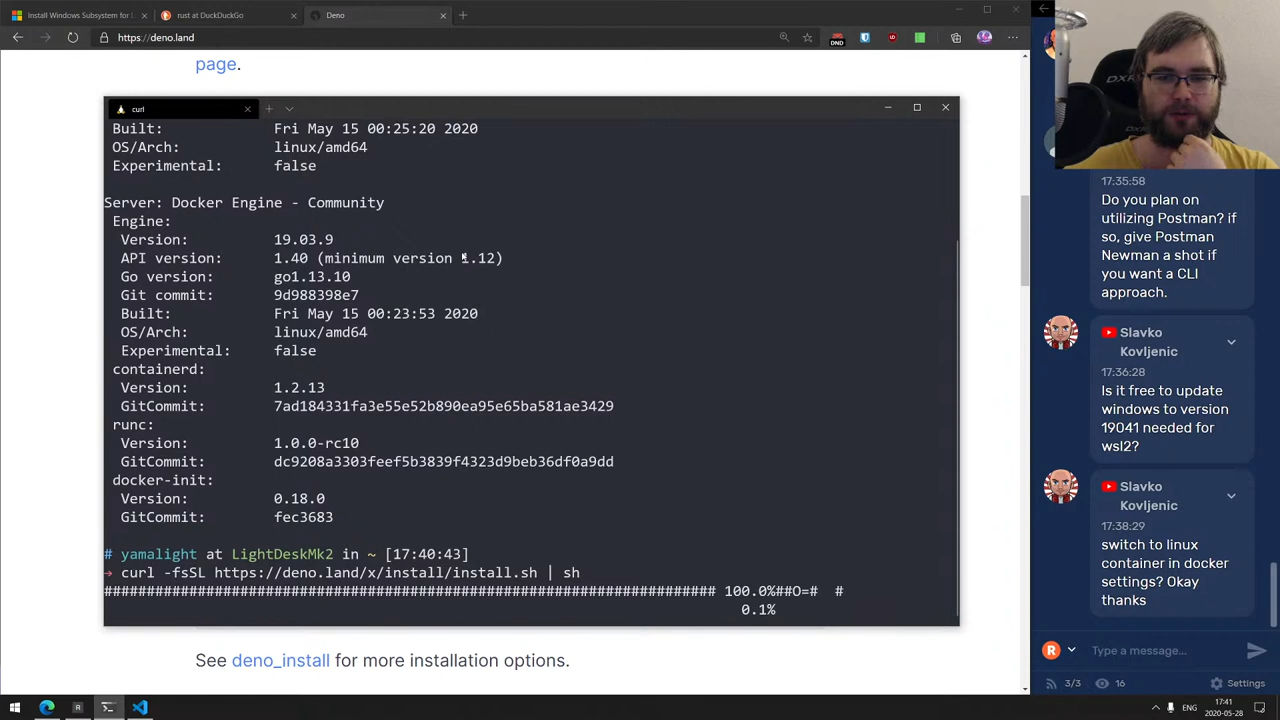 Install Windows Subsystem for L
rust at DuckDuckGo
Deno
https://deno.land
DND
page.
curl
Built: Fri May 15 00:25:20 2020
OS/Arch: linux/amd64
Experimental: false
Server: Docker Engine - Community
Engine:
Version: 19.03.9
API version: 1.40 (minimum version 1.12)
Go version: go1.13.10
Git commit: 9d988398e7
Built: Fri May 15 00:23:53 2020
OS/Arch: linux/amd64
Experimental: false
containerd:
Version: 1.2.13
GitCommit: 7ad184331fa3e55e52b890ea95e65ba581ae3429
runc:
Version: 1.0.0-rc10
GitCommit: dc9208a3303feef5b3839f4323d9beb36df0a9dd
docker-init:
Version: 0.18.0
GitCommit: fec3683
# yamalight at LightDeskMk2 in ~ [17:40:43]
→ curl -fsSL https://deno.land/x/install/install.sh | sh
######################################################################## 100.0%##O=# #
0.1%
See deno_install for more installation options.
DXR
17:35:58
Do you plan on
utilizing Postman? if
so, give Postman
Newman a shot if
you want a CLI
approach.
Slavko
Kovljenic
17:36:28
Is it free to update
windows to version
19041 needed for
wsl2?
Slavko
Kovljenic
17:38:29
switch to linux
container in docker
settings? Okay
thanks
R
Type a message...
3/3
16
Settings
R
ENG
17:41
2020-05-28